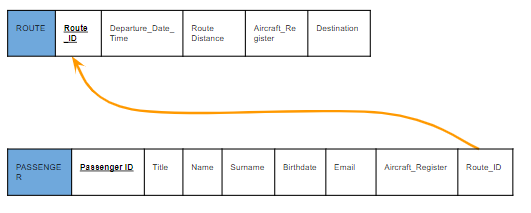 ROUTE
Route
_ID
Departure_Date_
Time
Route
Distance
Aircraft_Re
gister
Destination
PASSENGE
R
Passenger ID
Title
Name
Surname
Birthdate
Email
Aircraft_Register
Route_ID